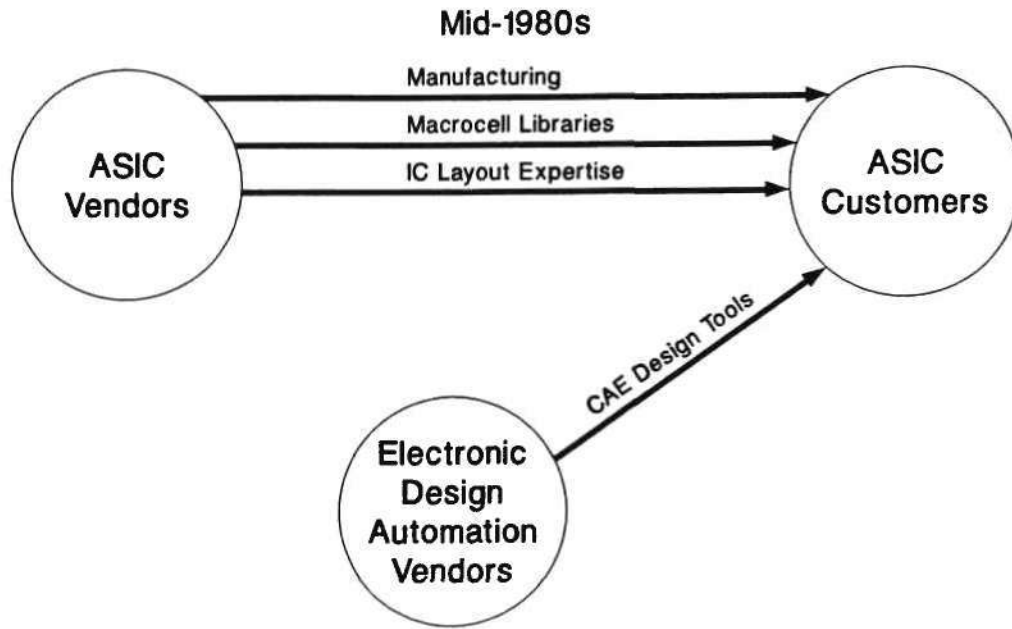 Mid-1980s
Manufacturing
Macrocell Libraries
IC Layout Expertise
ASIC
Vendors
ASIC
Customers
CAE Design Tools
Electronic
Design
Automation
Vendors